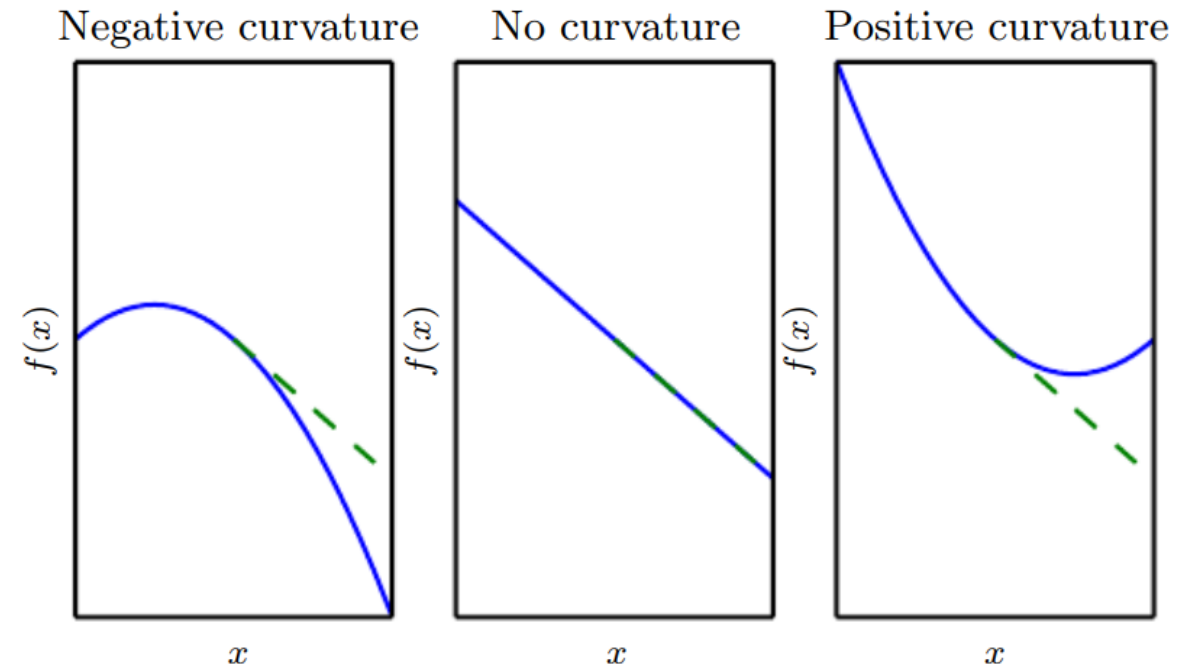 Negative curvature
No curvature
Positive curvature
f(x)
f(x)
f(x)
x
x
x